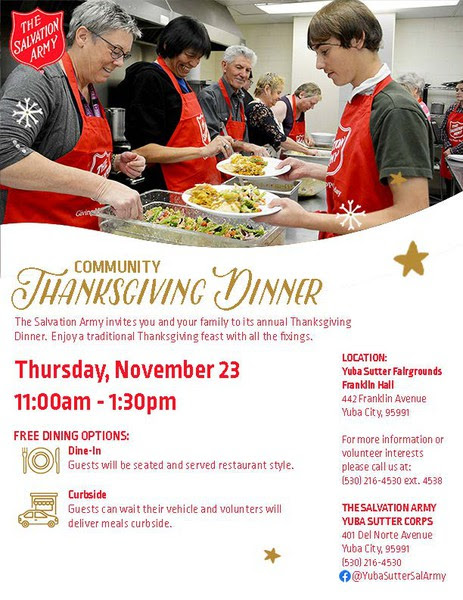 THE
SALVATION
ARMY
COMMUNITY
THANKSGIVING DINNER
The Salvation Army invites you and your family to its annual Thanksgiving
Dinner. Enjoy a traditional Thanksgiving feast with all the fixings.
Thursday, November 23
11:00am - 1:30pm
FREE DINING OPTIONS:
Dine-In
Guests will be seated and served restaurant style.
Curbside
Guests can wait their vehicle and volunteers will
deliver meals curbside.
LOCATION:
Yuba Sutter Fairgrounds
Franklin Hall
442 Franklin Avenue
Yuba City, 95991
For more information or
volunteer interests
please call us at:
(530) 216-4530 ext. 4538
THE SALVATION ARMY
YUBA SUTTER CORPS
401 Del Norte Avenue
Yuba City, 95991
(530) 216-4530
@YubaSutterSalArmy